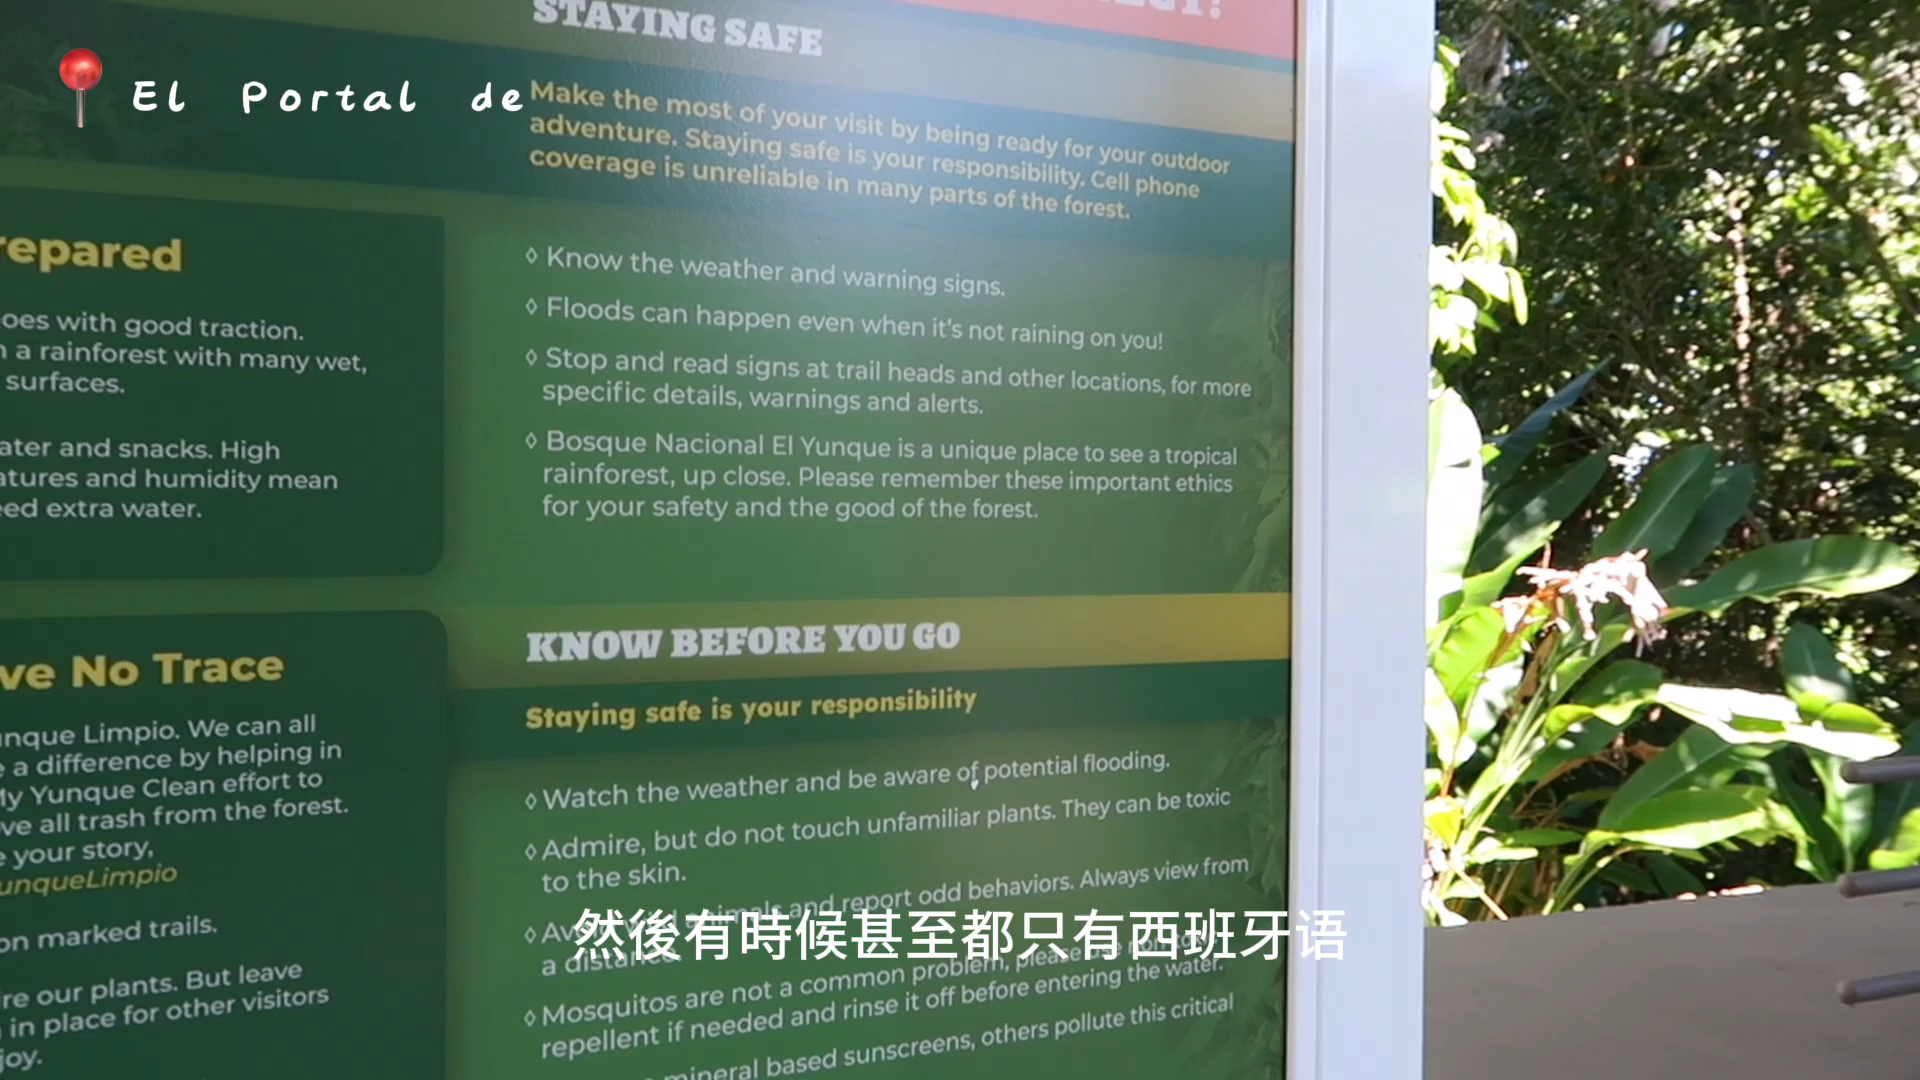 El Portal de
STAYING SAFE
Make the most of your visit by being ready for your outdoor
adventure. Staying safe is your responsibility. Cell phone
coverage is unreliable in many parts of the forest.
◊ Know the weather and warning signs.
◊ Floods can happen even when it's not raining on you!
◊ Stop and read signs at trail heads and other locations, for more
specific details, warnings and alerts.
◊ Bosque Nacional El Yunque is a unique place to see a tropical
rainforest, up close. Please remember these important ethics
for your safety and the good of the forest.
KNOW BEFORE YOU GO
Staying safe is your responsibility
◊ Watch the weather and be aware of potential flooding.
◊ Admire, but do not touch unfamiliar plants. They can be toxic
to the skin.
animals and report odd behaviors. Always view from
a distance.
◊ Mosquitos are not a common problem, please use
repellent if needed and rinse it off before entering the water.
mineral based sunscreens, others pollute this critical
repared
oes with good traction.
a rainforest with many wet,
surfaces.
ater and snacks. High
atures and humidity mean
eed extra water.
ve No Trace
unque Limpio. We can all
e a difference by helping in
My Yunque Clean effort to
ve all trash from the forest.
e your story,
unqueLimpio
on marked trails.
ire our plants. But leave
in place for other visitors
joy.
然後有時候甚至都只有西班牙语